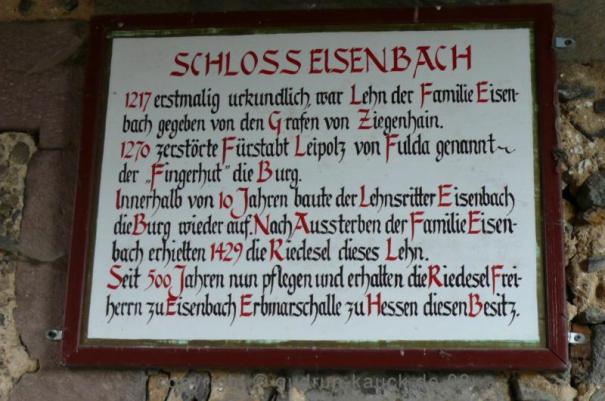 SCHLOSS EISENBACH
1217 erstmalig urkundlich, war Lehn der Familie Eisen-
bach gegeben von den Grafen von Ziegenhain.
1270 zerstörte Fürstabt Leipolz von Fulda genannt
der „Fingerhut" die Burg.
Innerhalb von 10 Jahren baute der Lehnsritter Eisenbach
die Burg wieder auf. Nach Aussterben der Familie Eisen-
bach erhielten 1429 die Riedesel dieses Lehn.
Seit 500 Jahren nun pflegen und erhalten die Riedesel Frei-
herrn zu Eisenbach Erbmarschalle zu Hessen diesen Besitz.